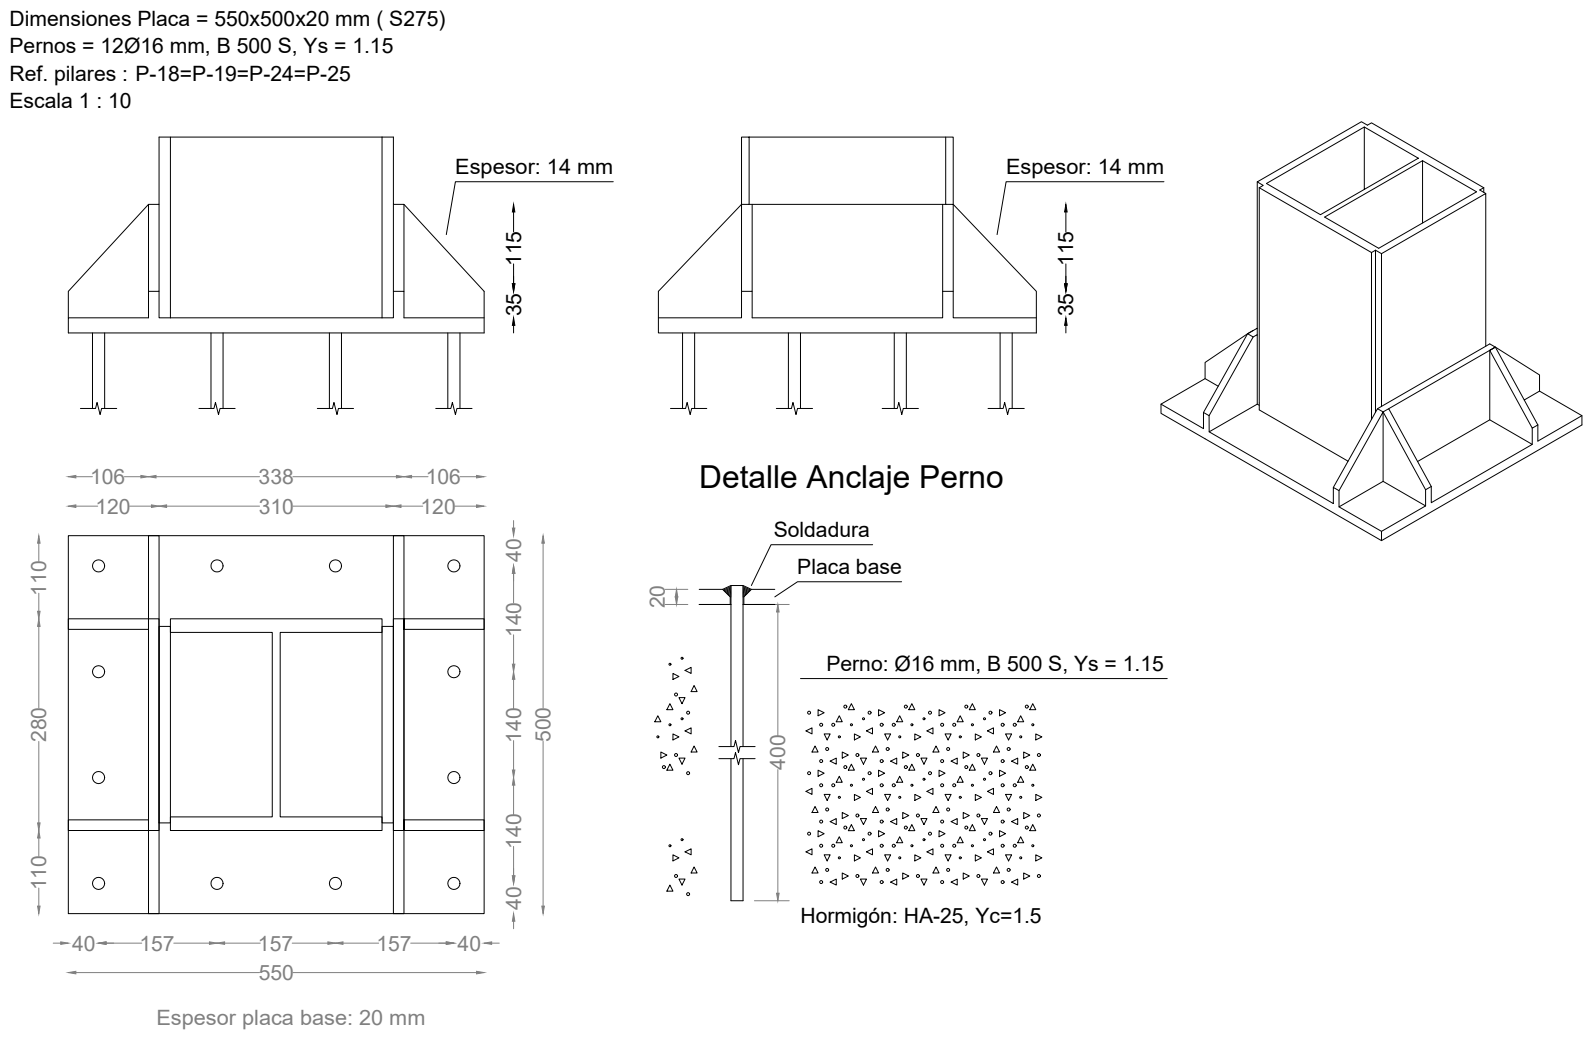 Dimensiones Placa = 550x500x20 mm ( S275)
Pernos = 12Ø16 mm, B 500 S, Ys = 1.15
Ref. pilares : P-18=P-19=P-24=P-25
Escala 1 : 10
Espesor: 14 mm
115
35
Espesor: 14 mm
115
35
106 338 106
120 310 120
110
280
110
40
140
140
140
40
500
40 157 157 157 40
550
Espesor placa base: 20 mm
Detalle Anclaje Perno
Soldadura
Placa base
20
400
Perno: Ø16 mm, B 500 S, Ys = 1.15
Hormigón: HA-25, Yc=1.5